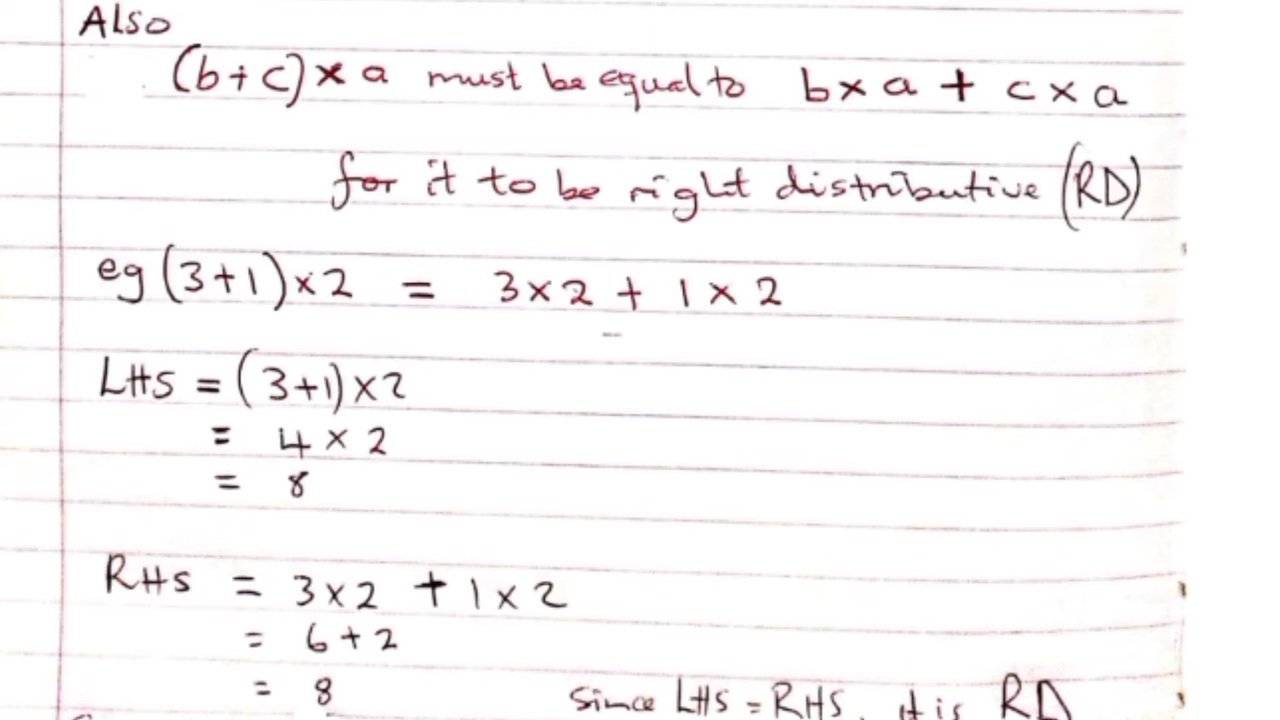 Also
(b+c) × a must be equal to b × a + c × a
for it to be right distributive (RD)
eg (3+1) × 2 = 3 × 2 + 1 × 2
LHS = (3+1) × 2
= 4 × 2
= 8
RHS = 3 × 2 + 1 × 2
= 6 + 2
= 8 Since LHS = RHS, it is RD